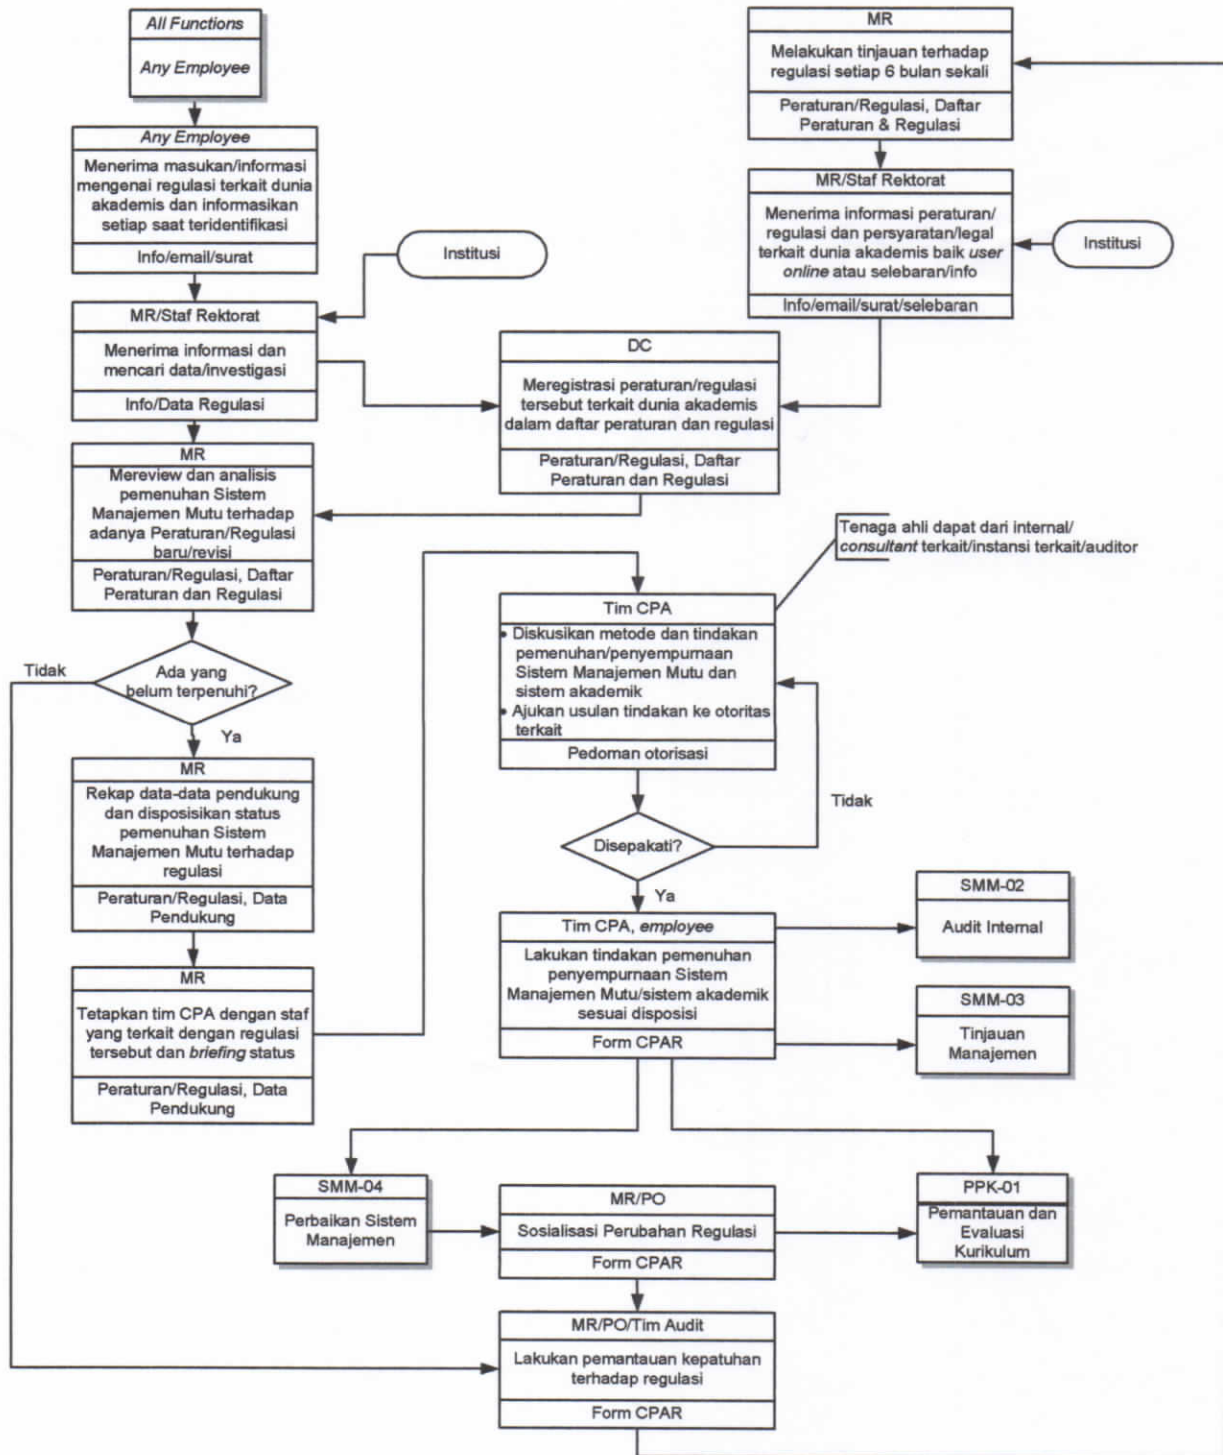 All Functions
Any Employee
Any Employee
Menerima masukan/informasi
mengenai regulasi terkait dunia
akademis dan informasikan
setiap saat teridentifikasi
Info/email/surat
Institusi
MR/Staf Rektorat
Menerima informasi dan
mencari data/investigasi
Info/Data Regulasi
MR
Mereview dan analisis
pemenuhan Sistem
Manajemen Mutu terhadap
adanya Peraturan/Regulasi
baru/revisi
Peraturan/Regulasi, Daftar
Peraturan dan Regulasi
Tidak
Ada yang
belum terpenuhi?
Ya
MR
Rekap data-data pendukung
dan disposisikan status
pemenuhan Sistem
Manajemen Mutu terhadap
regulasi
Peraturan/Regulasi, Data
Pendukung
MR
Tetapkan tim CPA dengan staf
yang terkait dengan regulasi
tersebut dan briefing status
Peraturan/Regulasi, Data
Pendukung
MR
Melakukan tinjauan terhadap
regulasi setiap 6 bulan sekali
Peraturan/Regulasi, Daftar
Peraturan & Regulasi
MR/Staf Rektorat
Menerima informasi peraturan/
regulasi dan persyaratan/legal
terkait dunia akademis baik user
online atau selebaran/info
Info/email/surat/selebaran
Institusi
DC
Meregistrasi peraturan/regulasi
tersebut terkait dunia akademis
dalam daftar peraturan dan regulasi
Peraturan/Regulasi, Daftar
Peraturan dan Regulasi
Tenaga ahli dapat dari internal/
consultant terkait/instansi terkait/auditor
Tim CPA
• Diskusikan metode dan tindakan
pemenuhan/penyempurnaan
Sistem Manajemen Mutu dan
sistem akademik
• Ajukan usulan tindakan ke otoritas
terkait
Pedoman otorisasi
Tidak
Disepakati?
Ya
Tim CPA, employee
Lakukan tindakan pemenuhan
penyempurnaan Sistem
Manajemen Mutu/sistem akademik
sesuai disposisi
Form CPAR
SMM-02
Audit Internal
SMM-03
Tinjauan
Manajemen
SMM-04
Perbaikan Sistem
Manajemen
MR/PO
Sosialisasi Perubahan Regulasi
Form CPAR
PPK-01
Pemantauan dan
Evaluasi
Kurikulum
MR/PO/Tim Audit
Lakukan pemantauan kepatuhan
terhadap regulasi
Form CPAR